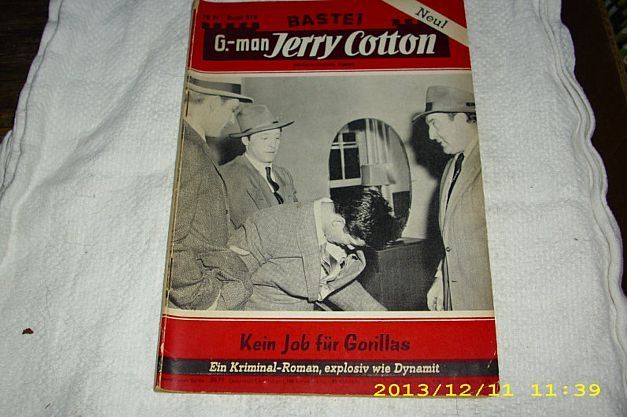 BASTEI
Neu!
G.-man Jerry Cotton
Kein Job für Gorillas
Ein Kriminal-Roman, explosiv wie Dynamit
2013/12/11 11:39